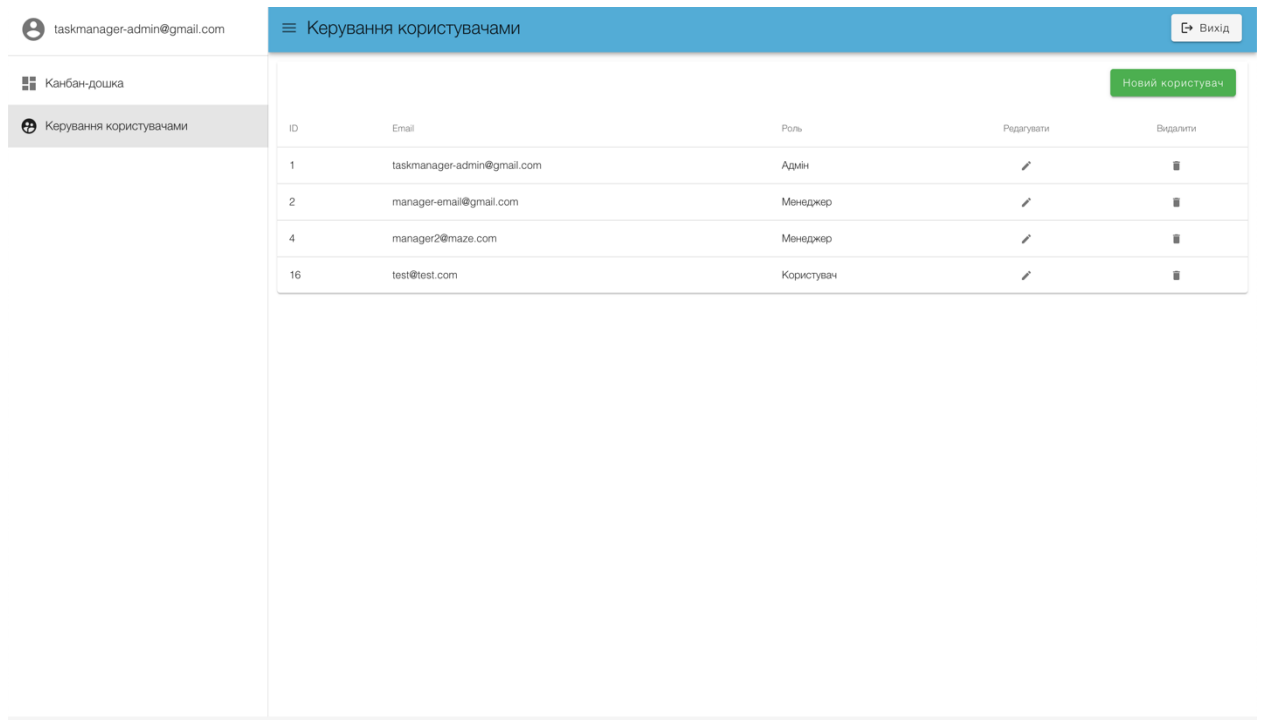 taskmanager-admin@gmail.com
Керування користувачами
Вихід
Канбан-дошка
Керування користувачами
Новий користувач
ID Email Роль Редагувати Видалити
1 taskmanager-admin@gmail.com Адмін
2 manager-email@gmail.com Менеджер
4 manager2@maze.com Менеджер
16 test@test.com Користувач